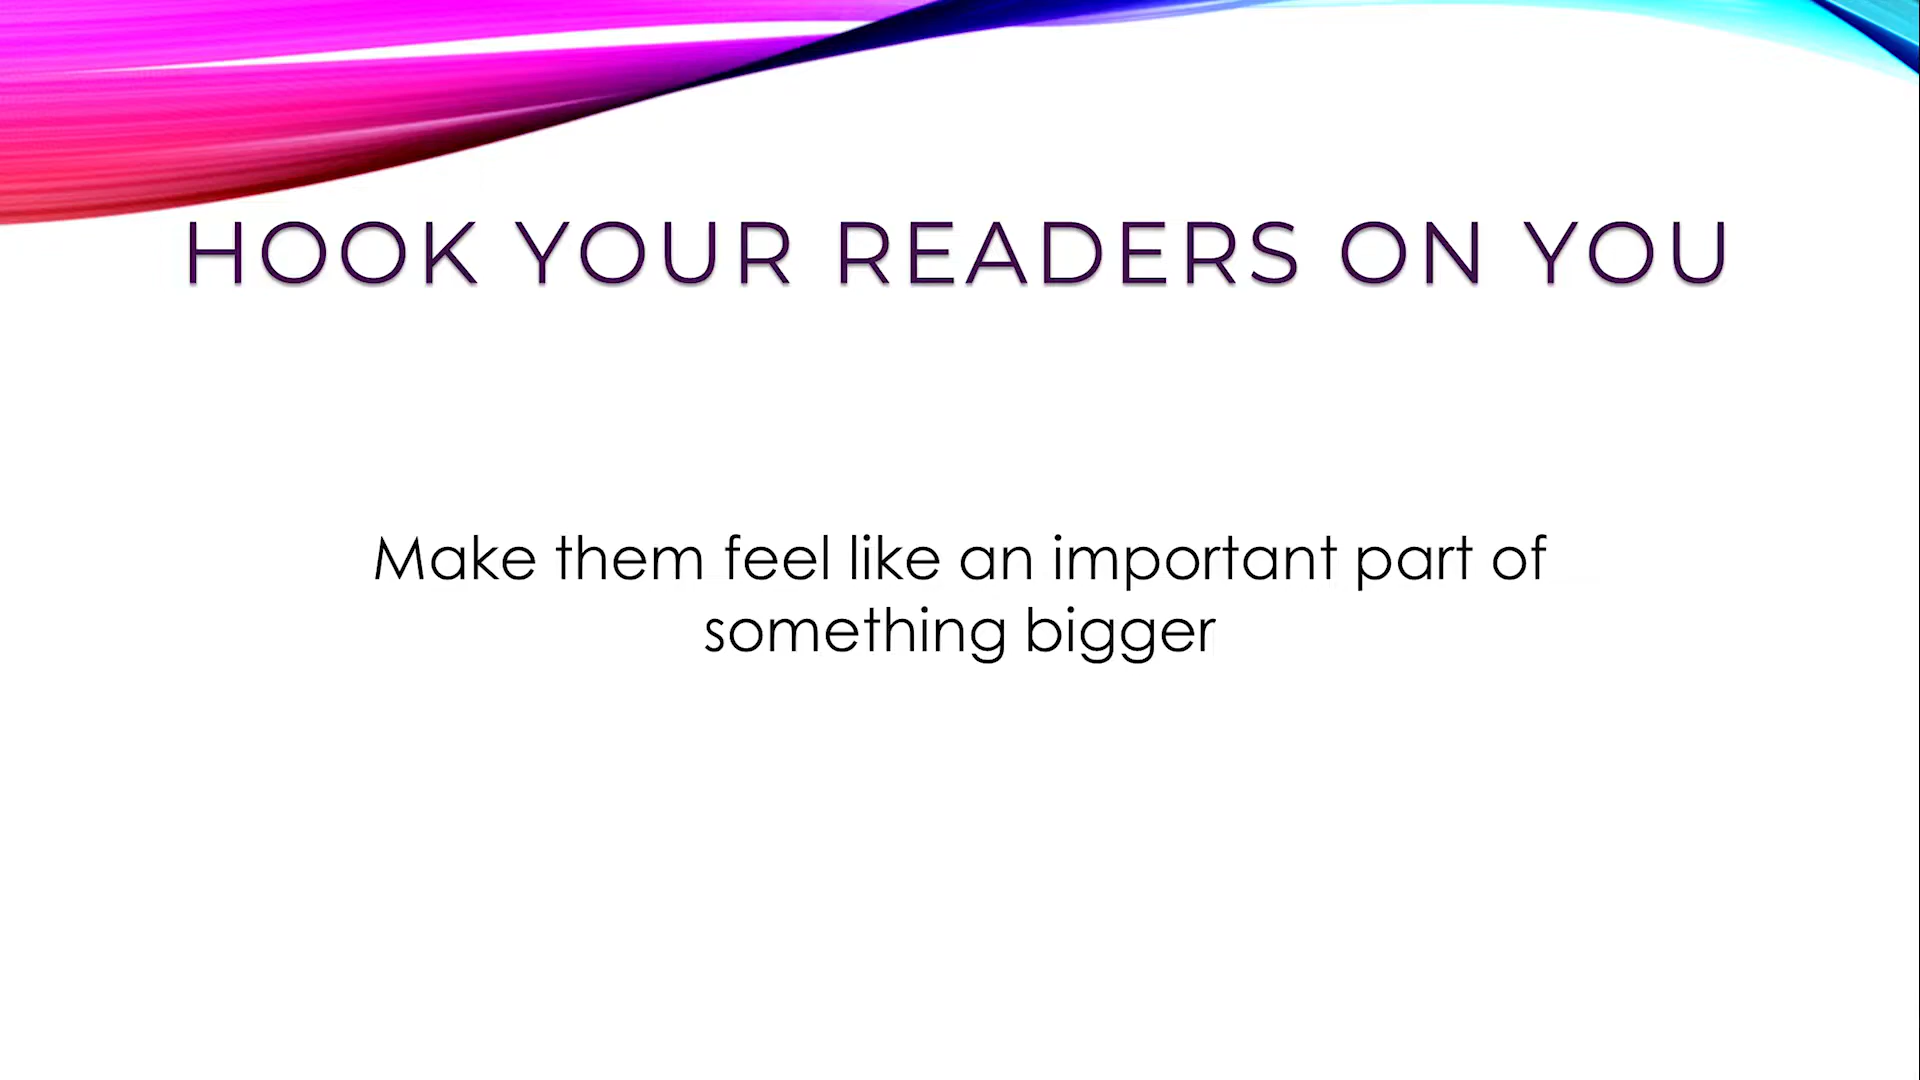 HOOK YOUR READERS ON YOU
Make them feel like an important part of
something bigger